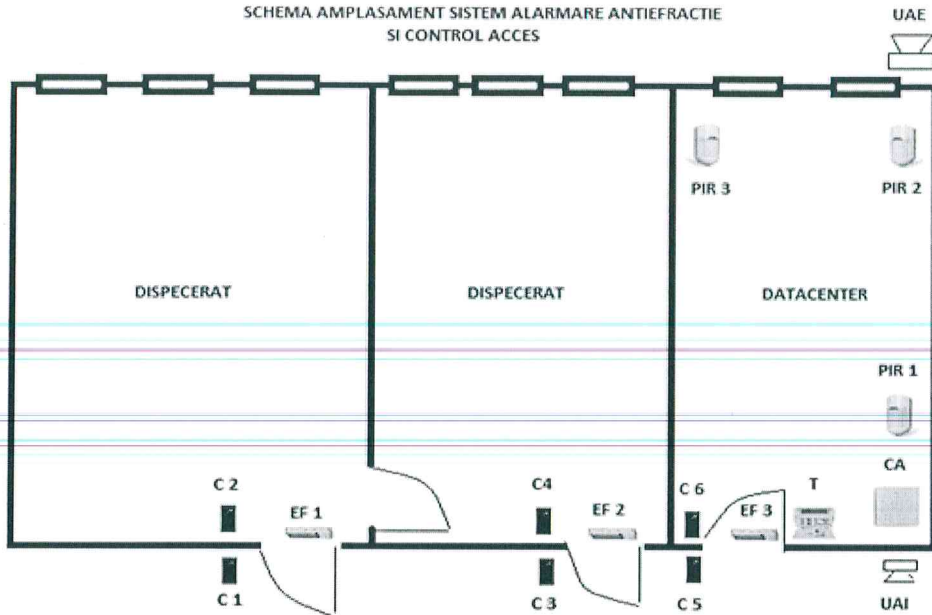 SCHEMA AMPLASAMENT SISTEM ALARMARE ANTIEFRACTIE
SI CONTROL ACCES
UAE
PIR 3
PIR 2
DISPECERAT
DISPECERAT
DATACENTER
PIR 1
CA
C 2
EF 1
C4
EF 2
C 6
EF 3
T
C 1
C 3
C 5
UAI